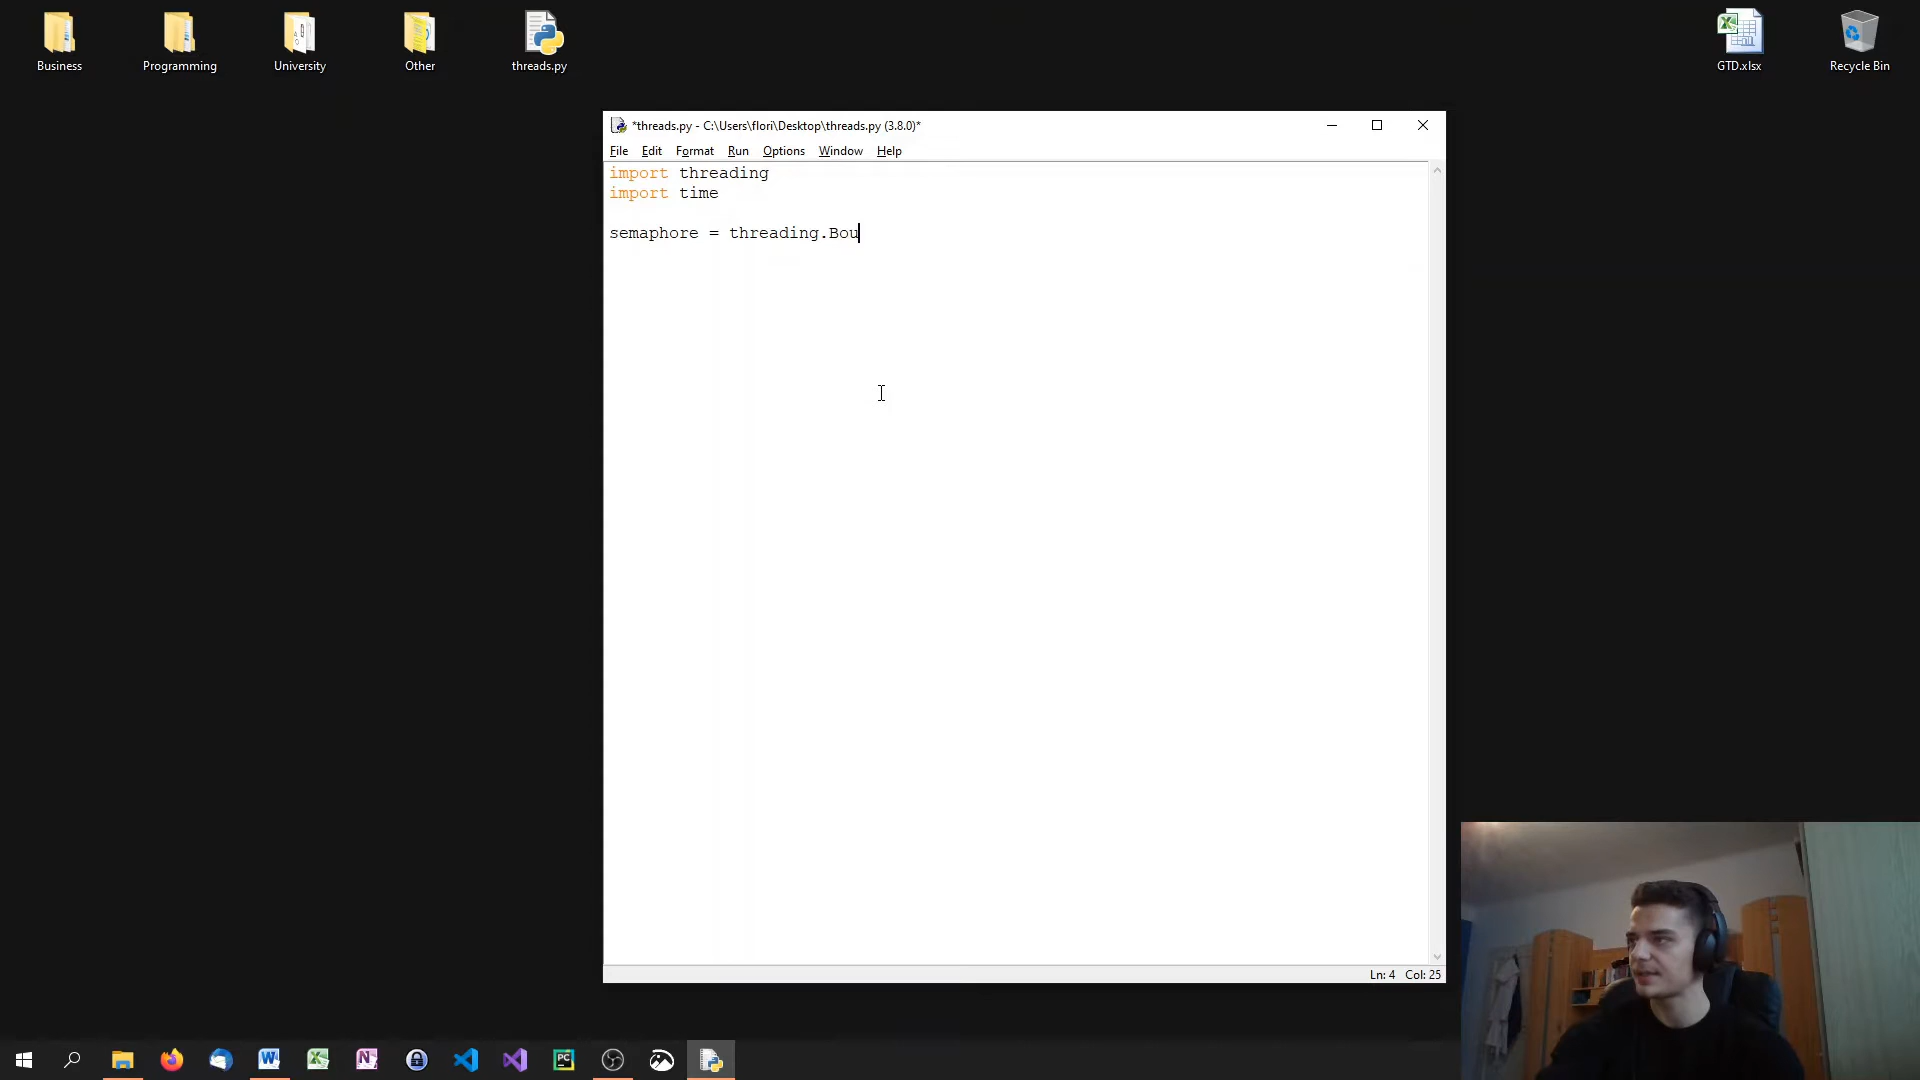 Business
Programming
University
Other
threads.py
GTD.xlsx
Recycle Bin
*threads.py - C:\Users\flori\Desktop\threads.py (3.8.0)*
File Edit Format Run Options Window Help
import threading
import time
semaphore = threading.Bou
Ln: 4 Col: 25